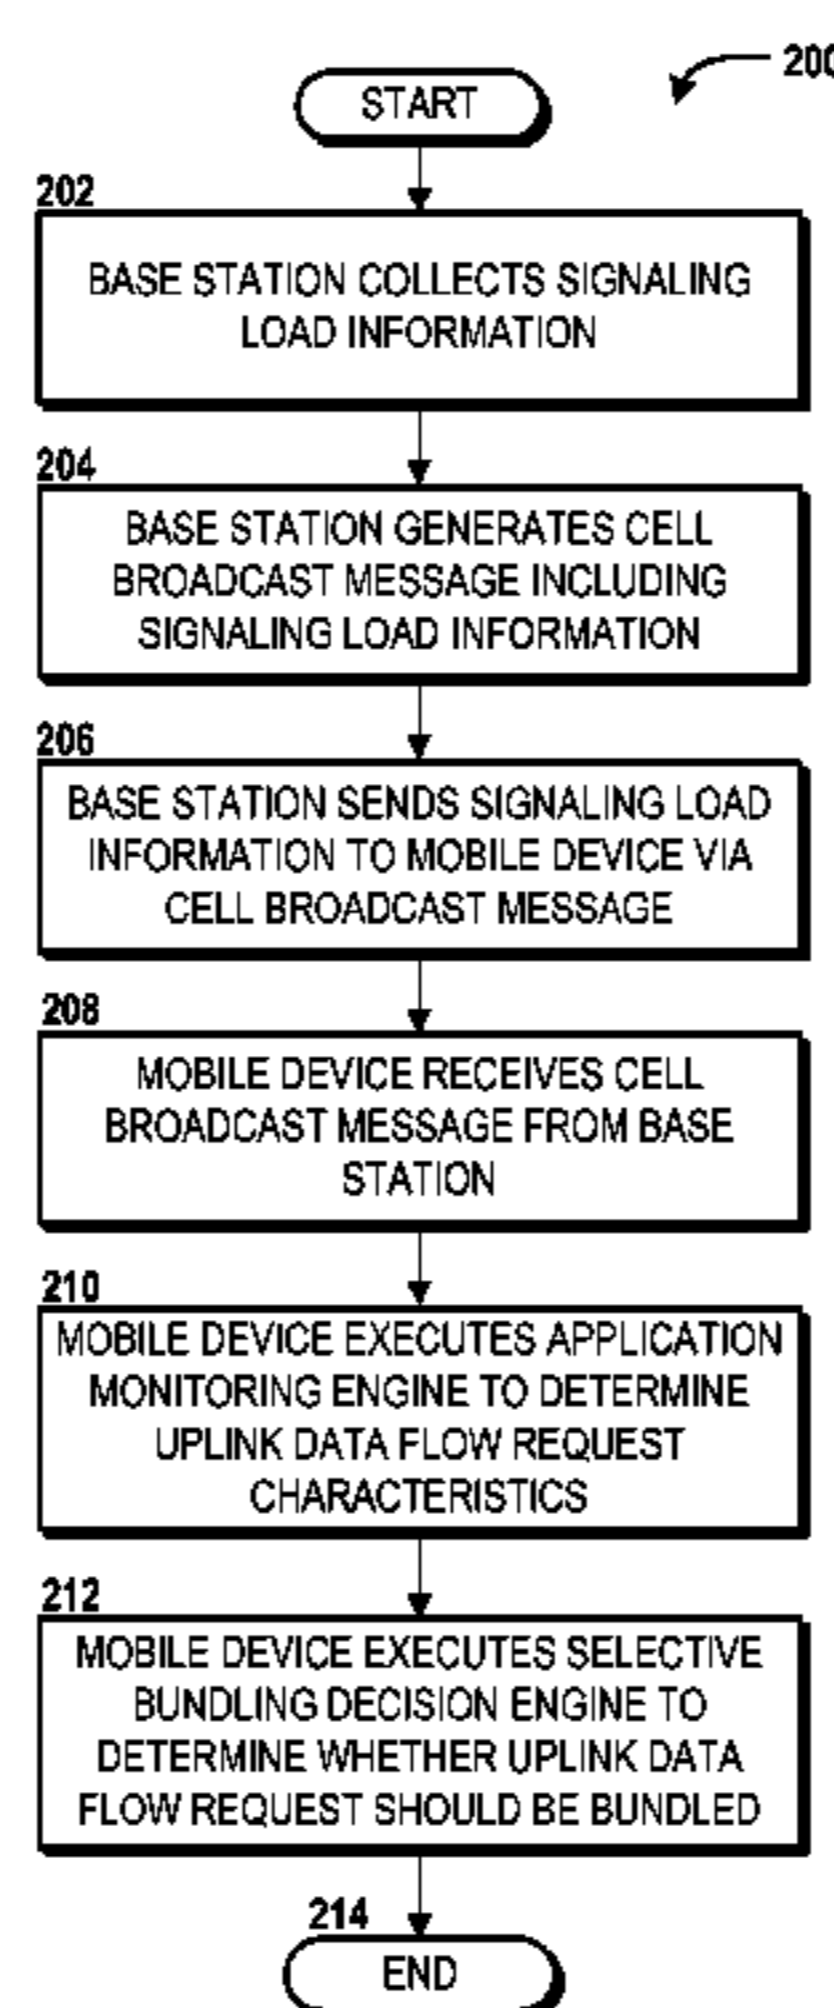 200
START
202
BASE STATION COLLECTS SIGNALING
LOAD INFORMATION
204
BASE STATION GENERATES CELL
BROADCAST MESSAGE INCLUDING
SIGNALING LOAD INFORMATION
206
BASE STATION SENDS SIGNALING LOAD
INFORMATION TO MOBILE DEVICE VIA
CELL BROADCAST MESSAGE
208
MOBILE DEVICE RECEIVES CELL
BROADCAST MESSAGE FROM BASE
STATION
210
MOBILE DEVICE EXECUTES APPLICATION
MONITORING ENGINE TO DETERMINE
UPLINK DATA FLOW REQUEST
CHARACTERISTICS
212
MOBILE DEVICE EXECUTES SELECTIVE
BUNDLING DECISION ENGINE TO
DETERMINE WHETHER UPLINK DATA
FLOW REQUEST SHOULD BE BUNDLED
214
END